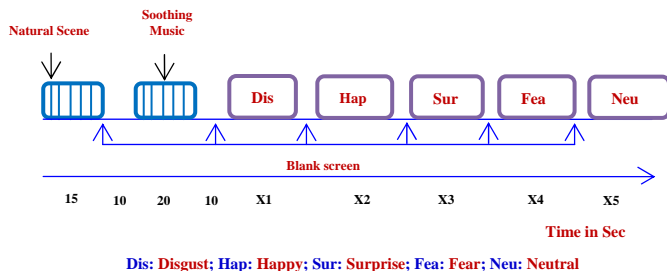 Natural Scene
Soothing
Music
Dis Hap Sur Fea Neu
Blank screen
15 10 20 10 X1 X2 X3 X4 X5
Time in Sec
Dis: Disgust; Hap: Happy; Sur: Surprise; Fea: Fear; Neu: Neutral